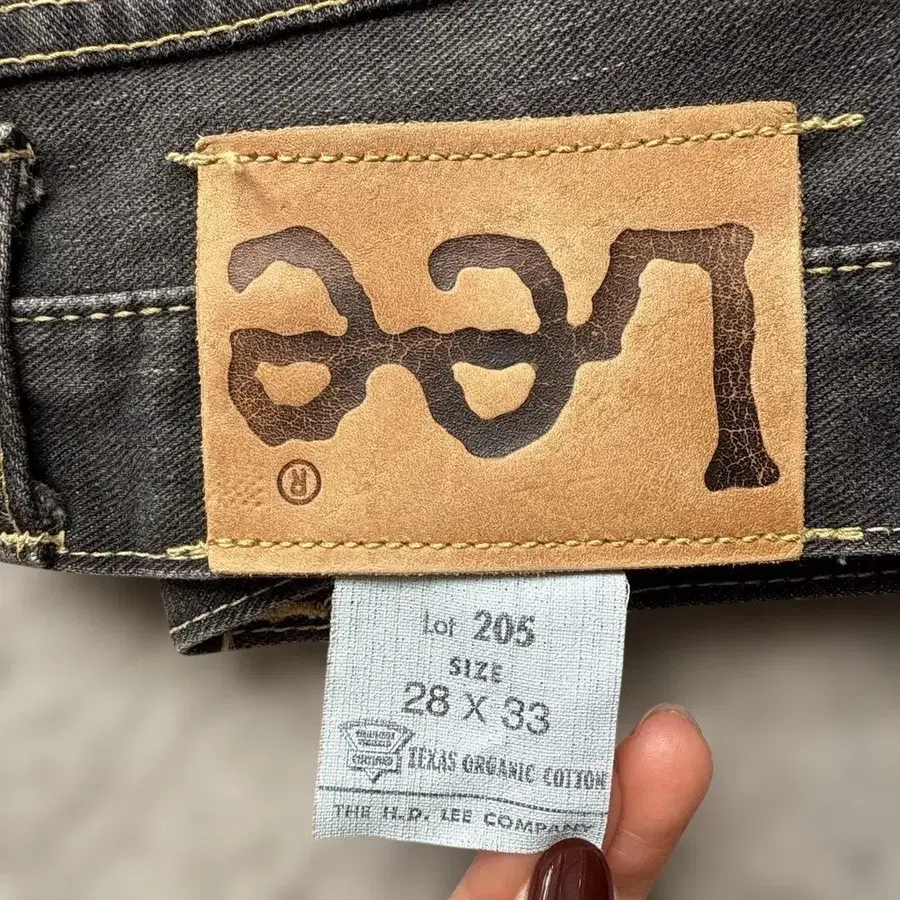 Lee
®
Lot 205
SIZE
28 X 33
TEXAS ORGANIC COTTON
THE H.D. LEE COMPANY